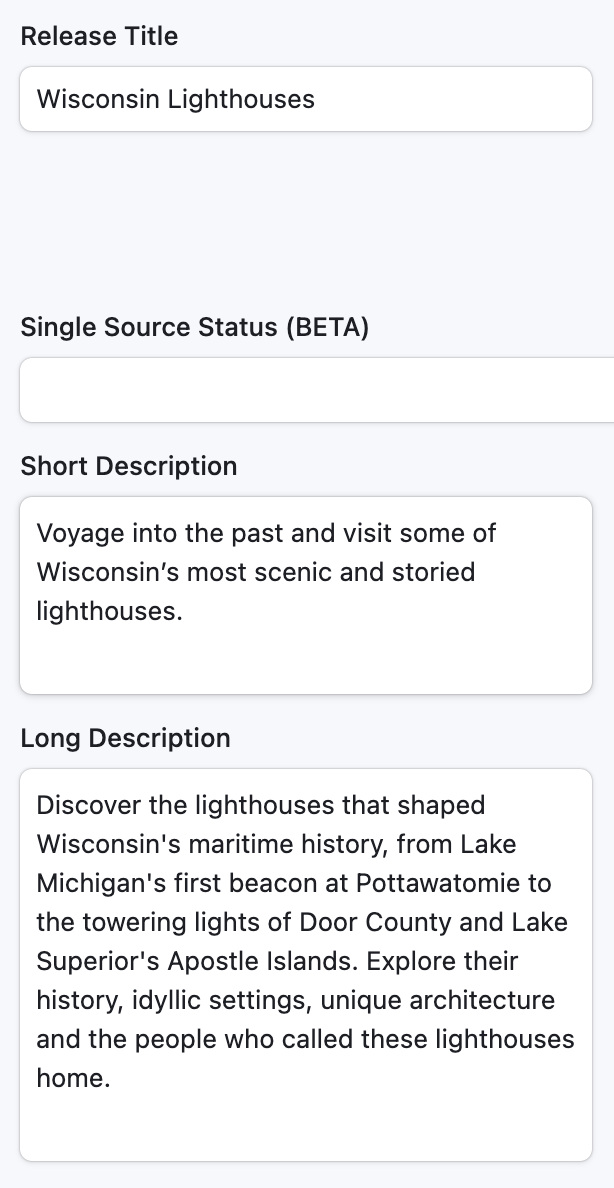 Release Title
Wisconsin Lighthouses
Single Source Status (BETA)
Short Description
Voyage into the past and visit some of
Wisconsin’s most scenic and storied
lighthouses.
Long Description
Discover the lighthouses that shaped
Wisconsin's maritime history, from Lake
Michigan's first beacon at Pottawatomie to
the towering lights of Door County and Lake
Superior's Apostle Islands. Explore their
history, idyllic settings, unique architecture
and the people who called these lighthouses
home.